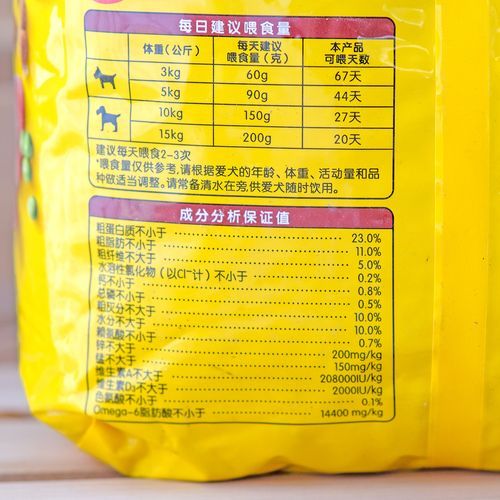 每日建议喂食量
体重(公斤) 每天建议喂食量(克) 本产品可喂天数
3kg 60g 67天
5kg 90g 44天
10kg 150g 27天
15kg 200g 20天
建议每天喂食2-3次
*喂食量仅供参考,请根据爱犬的年龄、体重、活动量和品
种做适当调整。请常备清水在旁,供爱犬随时饮用。
成分分析保证值
粗蛋白质不小于 23.0%
粗脂肪不小于 11.0%
粗纤维不大于 5.0%
水溶性氯化物（以Cl⁻计）不小于 0.2%
钙不小于 0.8%
总磷不小于 0.5%
粗灰分不大于 10.0%
水分不大于 10.0%
赖氨酸不小于 0.7%
锌不大于 200mg/kg
锰不大于 150mg/kg
维生素A不大于 208000IU/kg
维生素D₃不大于 2000IU/kg
色氨酸不小于 0.1%
Omega-6脂肪酸不小于 14400 mg/kg